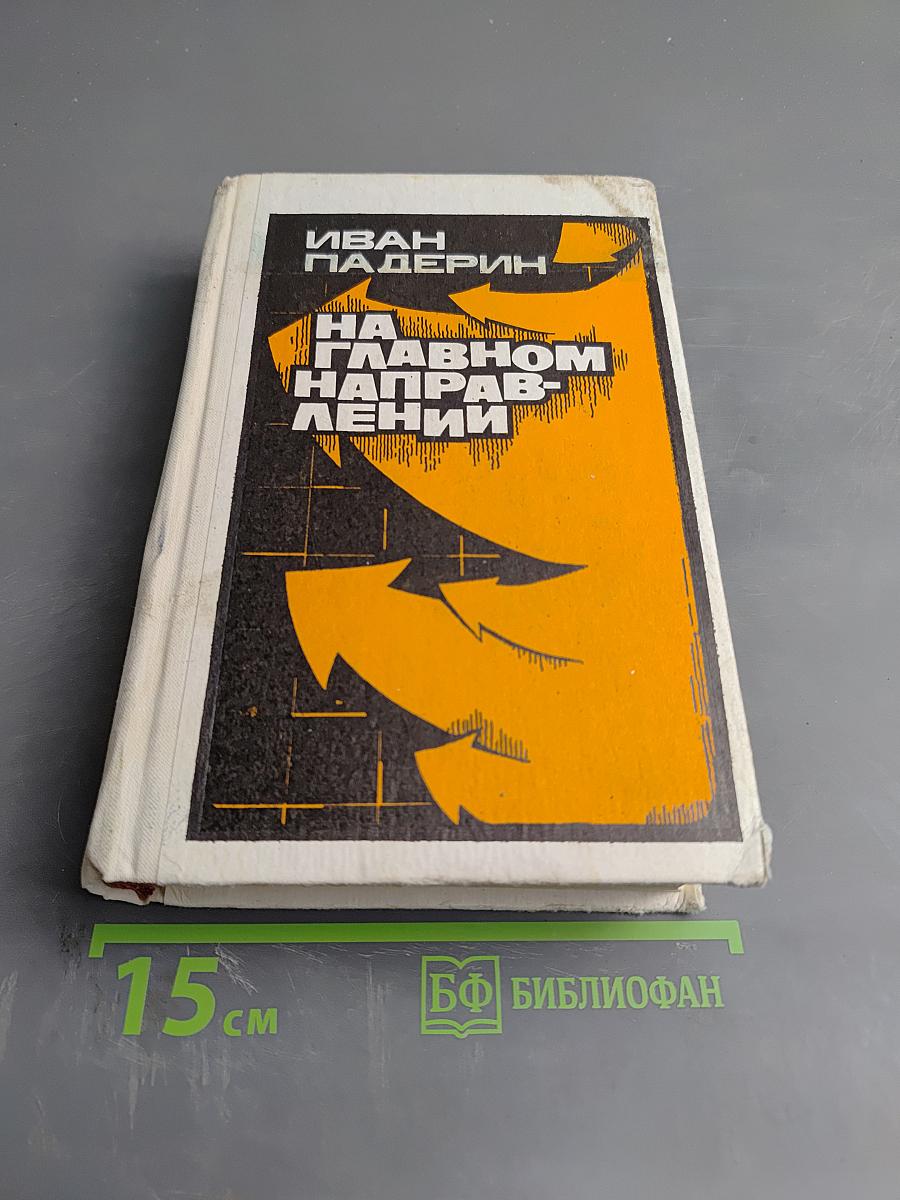 ИВАН
ПАДЕРИН
НА
ГЛАВНОМ
НАПРАВ-
ЛЕНИИ
15 см
БФ БИБЛИОФАН